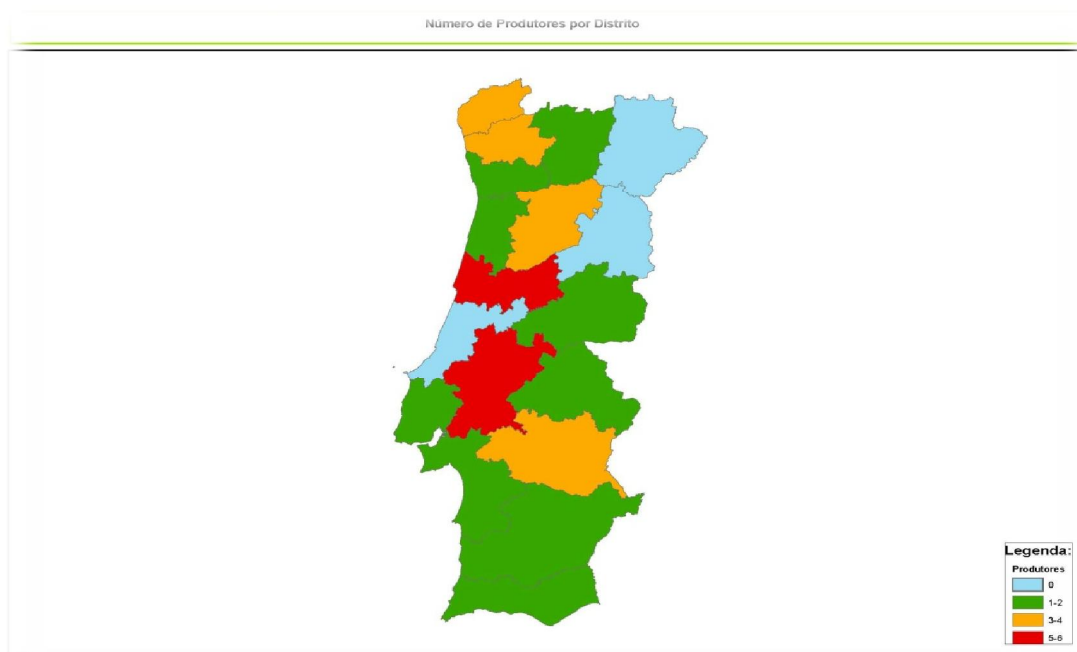 Número de Produtores por Distrito
Legenda:
Produtores
0
1-2
3-4
5-6